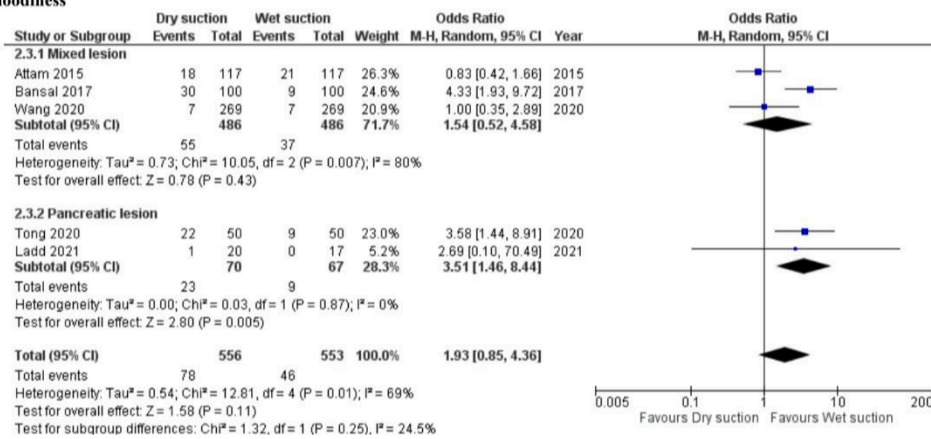 Dry suction Wet suction Odds Ratio Odds Ratio
Study or Subgroup Events Total Events Total Weight M-H, Random, 95% CI Year M-H, Random, 95% CI
2.3.1 Mixed lesion
Attam 2015 18 117 21 117 26.3% 0.83 [0.42, 1.66] 2015
Bansal 2017 30 100 9 100 24.6% 4.33 [1.93, 9.72] 2017
Wang 2020 7 269 7 269 20.9% 1.00 [0.35, 2.89] 2020
Subtotal (95% CI) 486 486 71.7% 1.54 [0.52, 4.58]
Total events 55 37
Heterogeneity: Tau² = 0.73; Chi² = 10.05, df = 2 (P = 0.007); I² = 80%
Test for overall effect: Z = 0.78 (P = 0.43)
2.3.2 Pancreatic lesion
Tong 2020 22 50 9 50 23.0% 3.58 [1.44, 8.91] 2020
Ladd 2021 1 20 0 17 5.2% 2.69 [0.10, 70.49] 2021
Subtotal (95% CI) 70 67 28.3% 3.51 [1.46, 8.44]
Total events 23 9
Heterogeneity: Tau² = 0.00; Chi² = 0.03, df = 1 (P = 0.87); I² = 0%
Test for overall effect: Z = 2.80 (P = 0.005)
Total (95% CI) 556 553 100.0% 1.93 [0.85, 4.36]
Total events 78 46
Heterogeneity: Tau² = 0.54; Chi² = 12.81, df = 4 (P = 0.01); I² = 69%
Test for overall effect: Z = 1.58 (P = 0.11)
Test for subgroup differences: Chi² = 1.32, df = 1 (P = 0.25), I² = 24.5%
0.005 0.1 1 10 200
Favours Dry suction Favours Wet suction